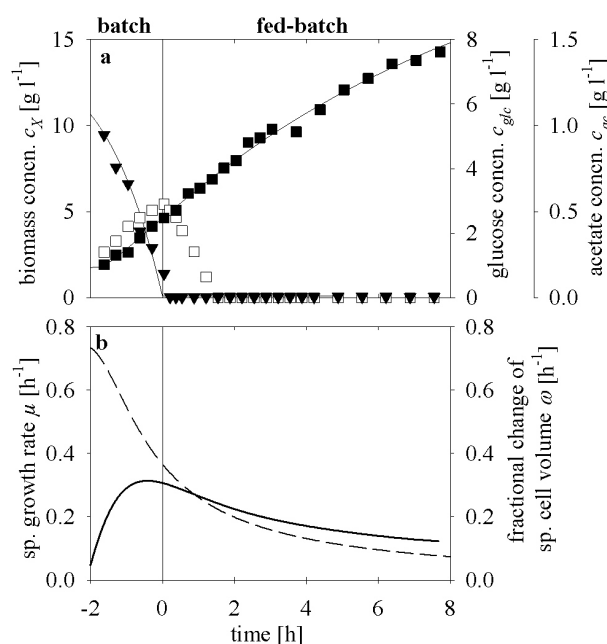 batch fed-batch
a
15
10
5
0
biomass concn. cX [g l-1]
8
6
4
2
0
glucose concn. cglc [g l-1]
1.5
1.0
0.5
0.0
acetate concn. cac [g l-1]
b
0.8
0.6
0.4
0.2
0.0
sp. growth rate μ [h-1]
0.8
0.6
0.4
0.2
0.0
fractional change of
sp. cell volume ω [h-1]
-2 0 2 4 6 8
time [h]